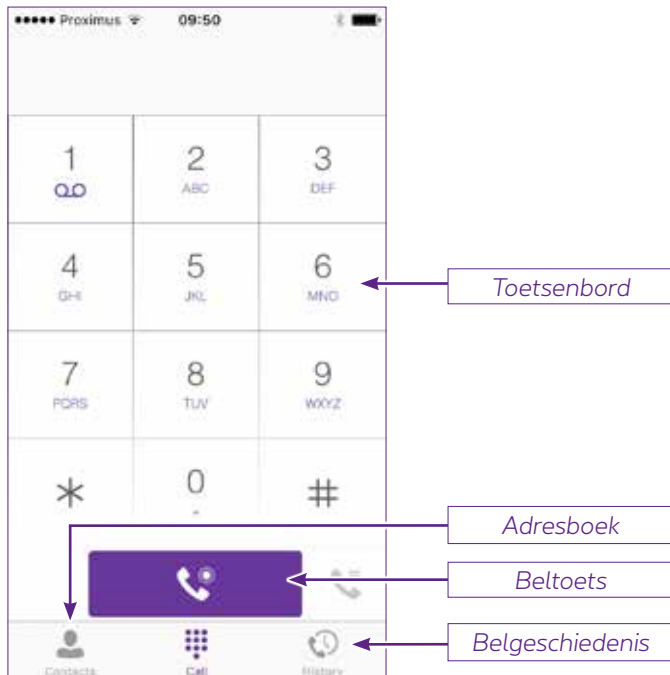 Proximus 09:50
1 2 3
ABC DEF
4 5 6
GHI JKL MNO
7 8 9
PQRS TUV WXYZ
* 0 #
Toetsenbord
Adresboek
Beltoets
Belgeschiedenis
Contacts Call History